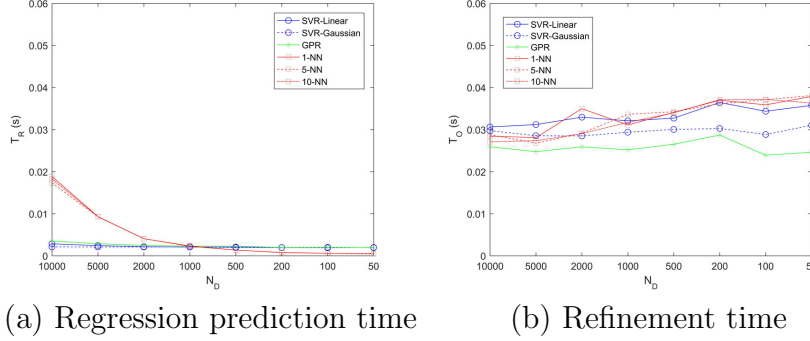 0.06
0.05
0.04
0.03
0.02
0.01
0
T_R (s)
10000 5000 2000 1000 500 200 100 50
N_D
SVR-Linear
SVR-Gaussian
GPR
1-NN
5-NN
10-NN
(a) Regression prediction time
0.06
0.05
0.04
0.03
0.02
0.01
0
T_O (s)
10000 5000 2000 1000 500 200 100 5
N_D
SVR-Linear
SVR-Gaussian
GPR
1-NN
5-NN
10-NN
(b) Refinement time